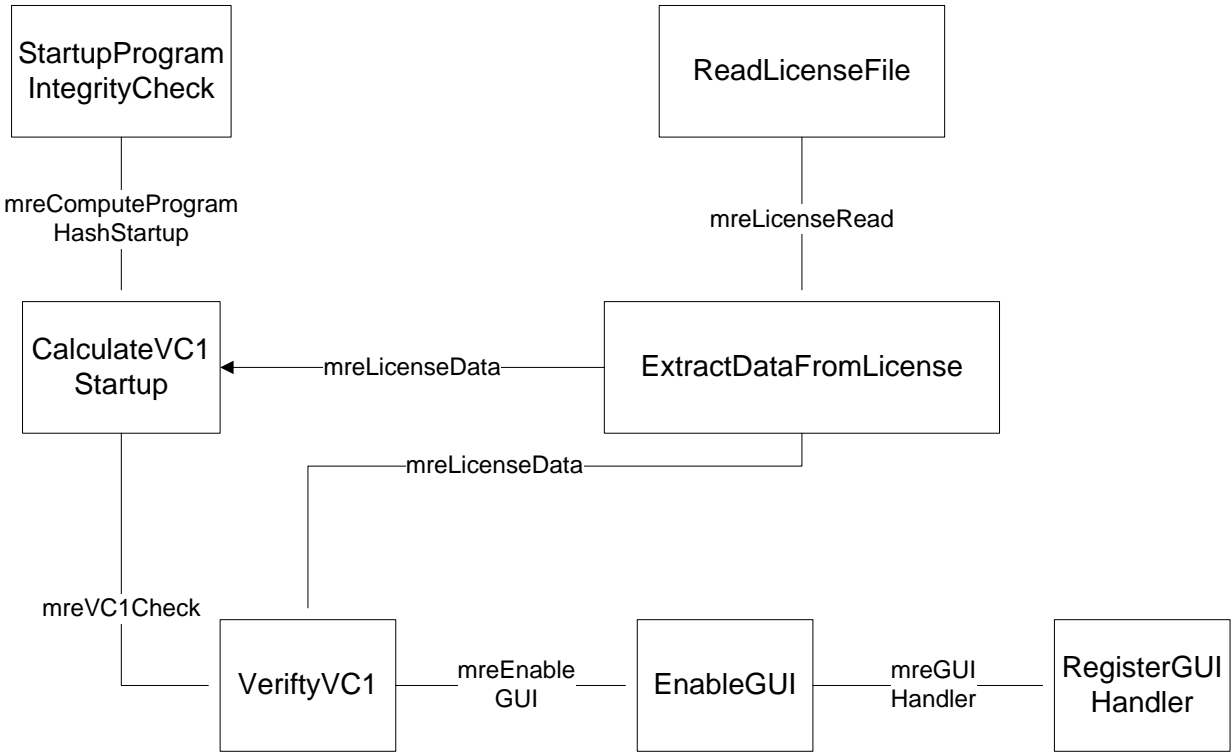 StartupProgram
IntegrityCheck
ReadLicenseFile
mreComputeProgram
HashStartup
mreLicenseRead
CalculateVC1
Startup
mreLicenseData
ExtractDataFromLicense
mreLicenseData
mreVC1Check
VeriftyVC1
mreEnable
GUI
EnableGUI
mreGUI
Handler
RegisterGUI
Handler